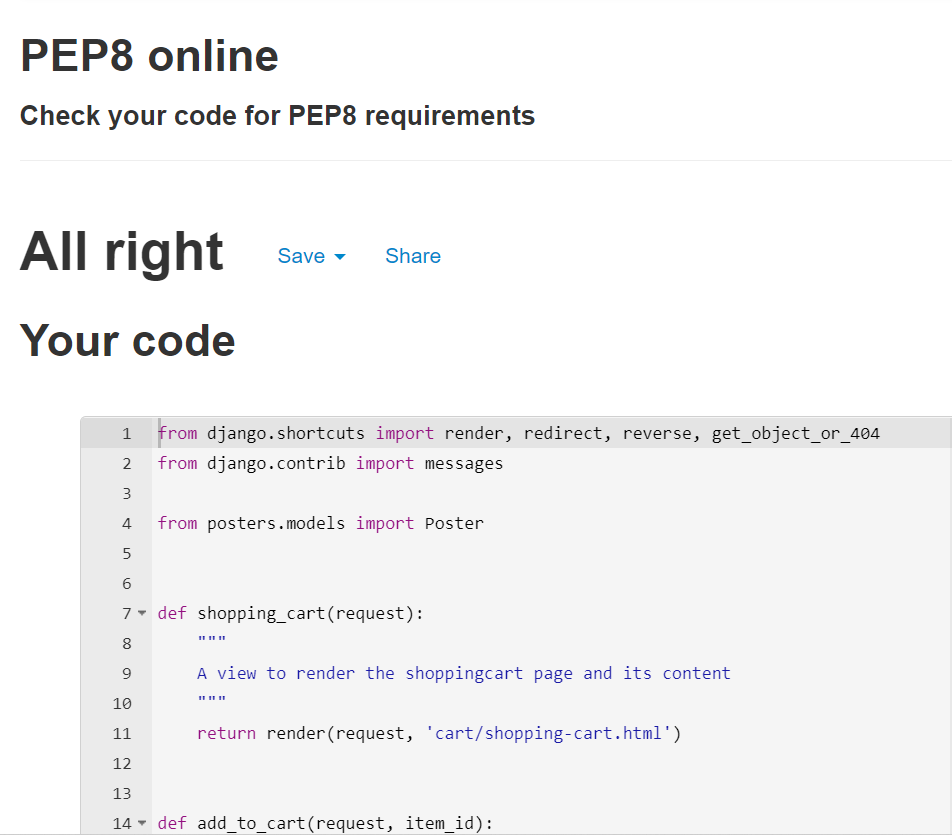 PEP8 online
Check your code for PEP8 requirements
All right Save Share
Your code
1 from django.shortcuts import render, redirect, reverse, get_object_or_404
2 from django.contrib import messages
3
4 from posters.models import Poster
5
6
7 def shopping_cart(request):
8     """
9     A view to render the shoppingcart page and its content
10     """
11     return render(request, 'cart/shopping-cart.html')
12
13
14 def add_to_cart(request, item_id):